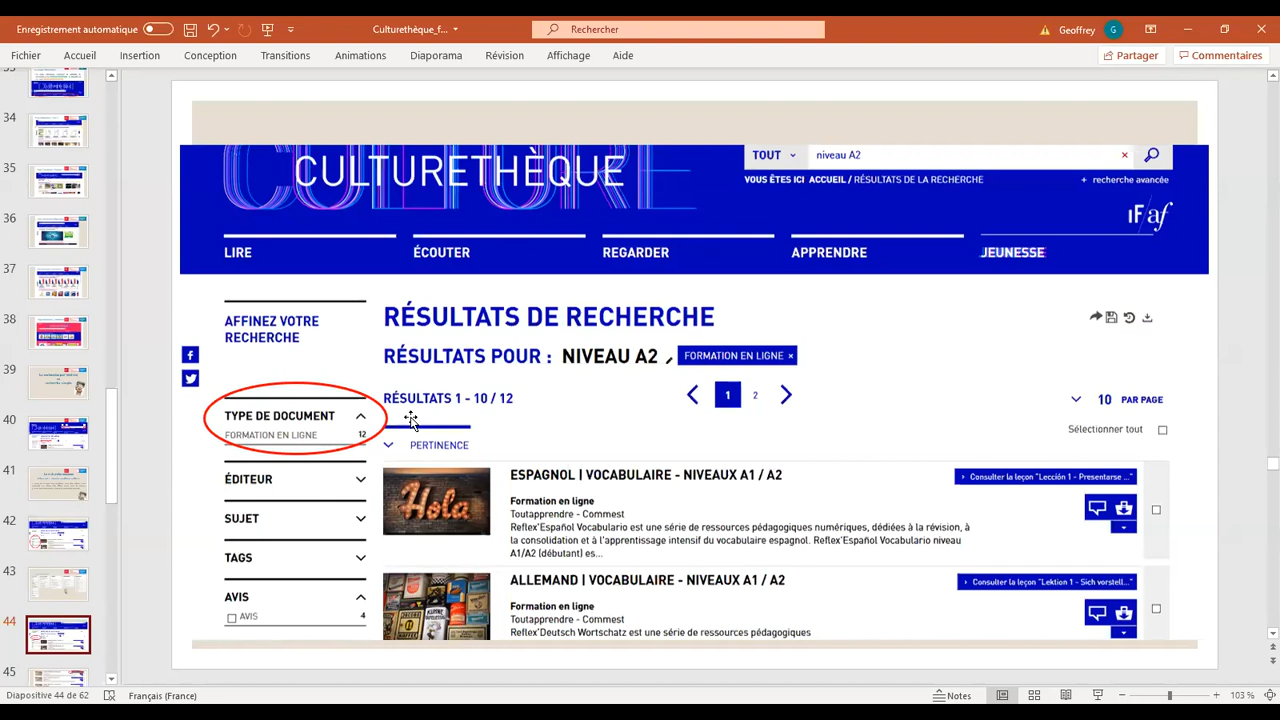 Enregistrement automatique
Culturethèque_f...
Rechercher
Geoffrey
G
Fichier
Accueil
Insertion
Conception
Transitions
Animations
Diaporama
Révision
Affichage
Aide
Partager
Commentaires
34
35
36
37
38
39
40
41
42
43
44
45
CULTURETHÈQUE
TOUT
niveau A2
VOUS ÊTES ICI ACCUEIL / RÉSULTATS DE LA RECHERCHE
+ recherche avancée
IF/af
LIRE
ÉCOUTER
REGARDER
APPRENDRE
JEUNESSE
AFFINEZ VOTRE
RECHERCHE
RÉSULTATS DE RECHERCHE
RÉSULTATS POUR : NIVEAU A2
FORMATION EN LIGNE ×
RÉSULTATS 1 - 10 / 12
1
2
10 PAR PAGE
Sélectionner tout
PERTINENCE
TYPE DE DOCUMENT
FORMATION EN LIGNE 12
ÉDITEUR
SUJET
TAGS
AVIS
AVIS 4
Hola
ESPAGNOL | VOCABULAIRE - NIVEAUX A1 / A2
Consulter la leçon "Lección 1 - Presentarse ..."
Formation en ligne
Toutapprendre - Commest
Reflex'Español Vocabulario est une série de ressources pédagogiques numériques, dédiées à la révision, à
la consolidation et à l'apprentissage intensif du vocabulaire espagnol. Reflex'Español Vocabulario niveau
A1/A2 (débutant) es...
ALLEMAND | VOCABULAIRE - NIVEAUX A1 / A2
Consulter la leçon "Lektion 1 - Sich vorstell..."
Formation en ligne
Toutapprendre - Commest
Reflex'Deutsch Wortschatz est une série de ressources pédagogiques
Diapositive 44 de 62
Français (France)
Notes
103 %